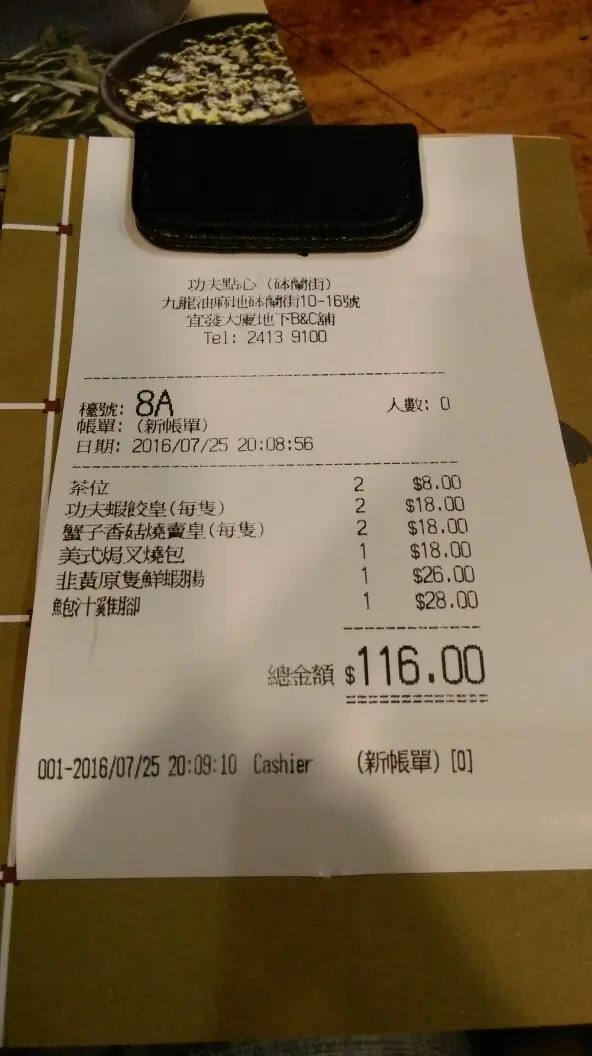 功夫點心 (砵蘭街)
九龍油麻地砵蘭街10-16號
宜發大廈地下B&C舖
Tel: 2413 9100
檯號: 8A 人數: 0
帳單: (新帳單)
日期: 2016/07/25 20:08:56
茶位 2 $8.00
功夫蝦餃皇(每隻) 2 $18.00
蟹子香菇燒賣皇(每隻) 2 $18.00
美式焗叉燒包 1 $18.00
韭黃原隻鮮蝦腸 1 $26.00
鮑汁雞腳 1 $28.00
總金額 $116.00
001-2016/07/25 20:09:10 Cashier (新帳單) [0]